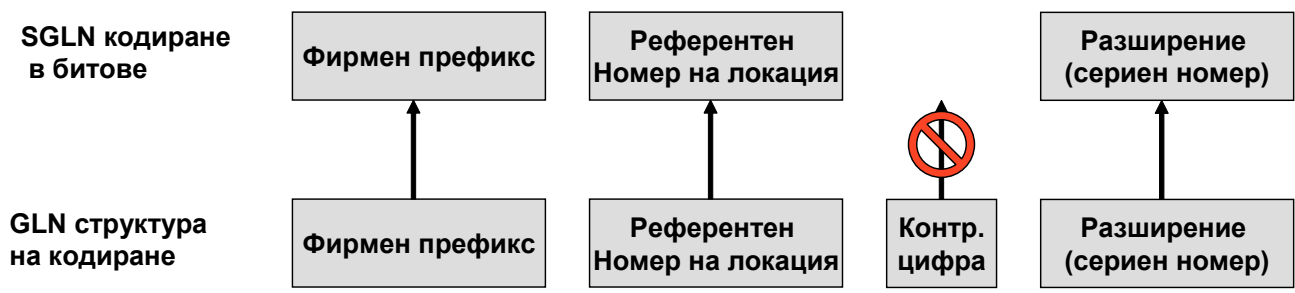 SGLN кодиране
в битове
Фирмен префикс
Референтен
Номер на локация
Разширение
(сериен номер)
GLN структура
на кодиране
Фирмен префикс
Референтен
Номер на локация
Контр.
цифра
Разширение
(сериен номер)